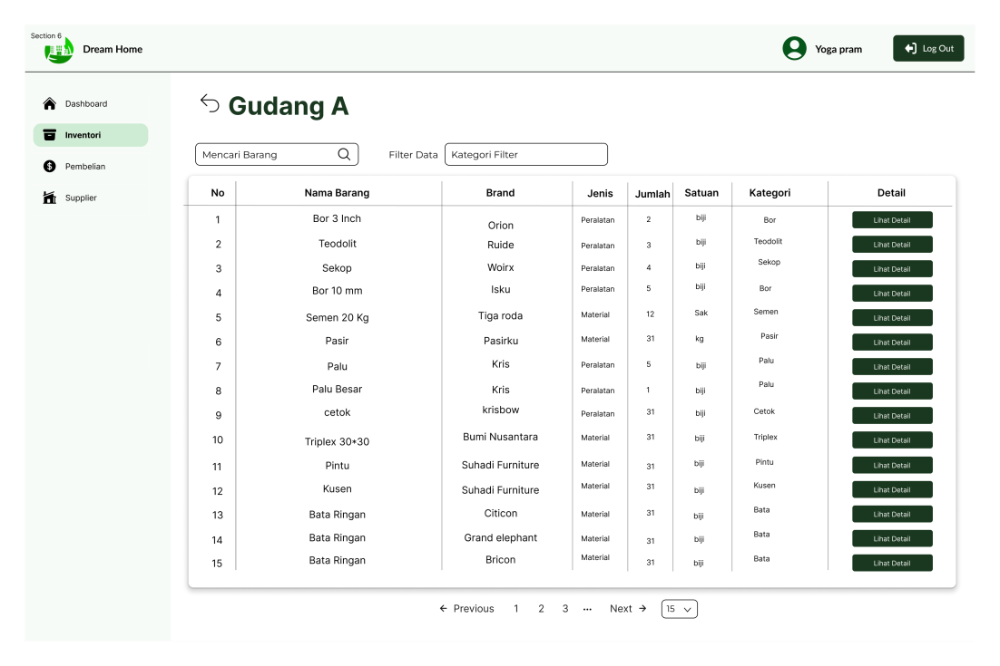 Section 6
Dream Home
Yoga pram
Log Out
Dashboard
Inventori
Pembelian
Supplier
Gudang A
Mencari Barang
Filter Data
Kategori Filter
No Nama Barang Brand Jenis Jumlah Satuan Kategori Detail
1 Bor 3 Inch Orion Peralatan 2 biji Bor Lihat Detail
2 Teodolit Ruide Peralatan 3 biji Teodolit Lihat Detail
3 Sekop Woirx Peralatan 4 biji Sekop Lihat Detail
4 Bor 10 mm Isku Peralatan 5 biji Bor Lihat Detail
5 Semen 20 Kg Tiga roda Material 12 Sak Semen Lihat Detail
6 Pasir Pasirku Material 31 kg Pasir Lihat Detail
7 Palu Kris Peralatan 5 biji Palu Lihat Detail
8 Palu Besar Kris Peralatan 1 biji Palu Lihat Detail
9 cetok krisbow Peralatan 31 biji Cetok Lihat Detail
10 Triplex 30*30 Bumi Nusantara Material 31 biji Triplex Lihat Detail
11 Pintu Suhadi Furniture Material 31 biji Pintu Lihat Detail
12 Kusen Suhadi Furniture Material 31 biji Kusen Lihat Detail
13 Bata Ringan Citicon Material 31 biji Bata Lihat Detail
14 Bata Ringan Grand elephant Material 31 biji Bata Lihat Detail
15 Bata Ringan Bricon Material 31 biji Bata Lihat Detail
← Previous 1 2 3 ••• Next → 15